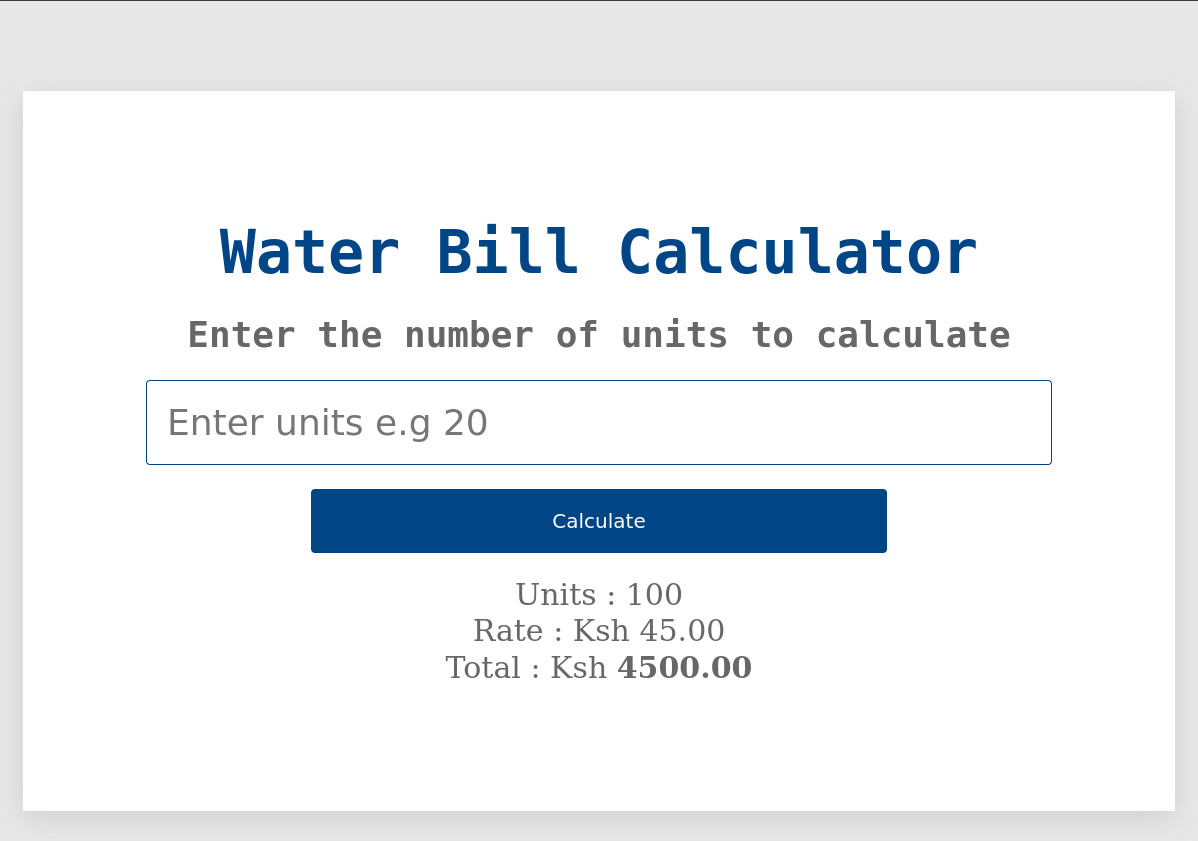 Water Bill Calculator
Enter the number of units to calculate
Enter units e.g 20
Calculate
Units : 100
Rate : Ksh 45.00
Total : Ksh 4500.00